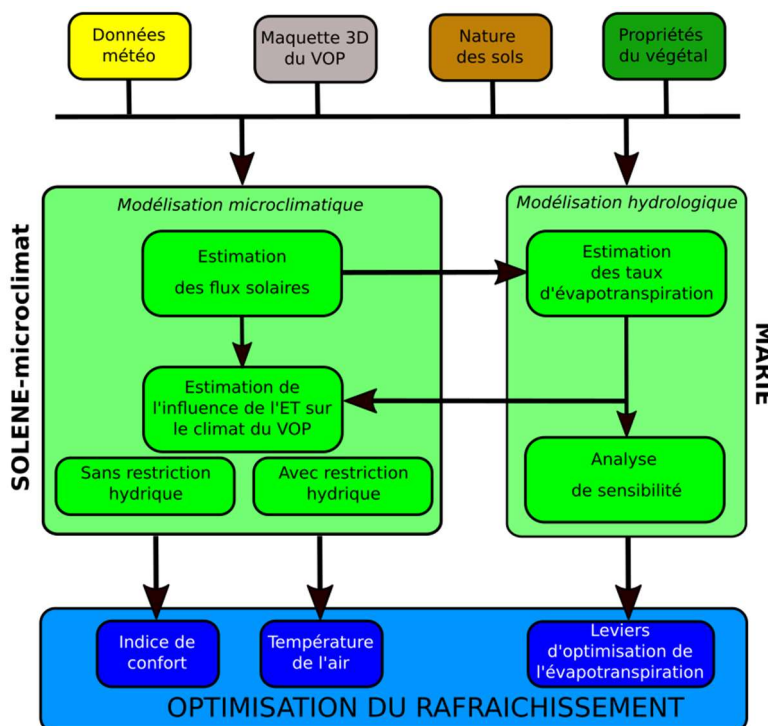 Données
météo
Maquette 3D
du VOP
Nature
des sols
Propriétés
du végétal
SOLENE-microclimat
Modélisation microclimatique
Estimation
des flux solaires
Estimation de
l'influence de l'ET sur
le climat du VOP
Sans restriction
hydrique
Avec restriction
hydrique
Modélisation hydrologique
Estimation
des taux
d'évapotranspiration
Analyse
de sensibilité
MARIE
Indice de
confort
Température
de l'air
Leviers
d'optimisation de
l'évapotranspiration
OPTIMISATION DU RAFRAICHISSEMENT